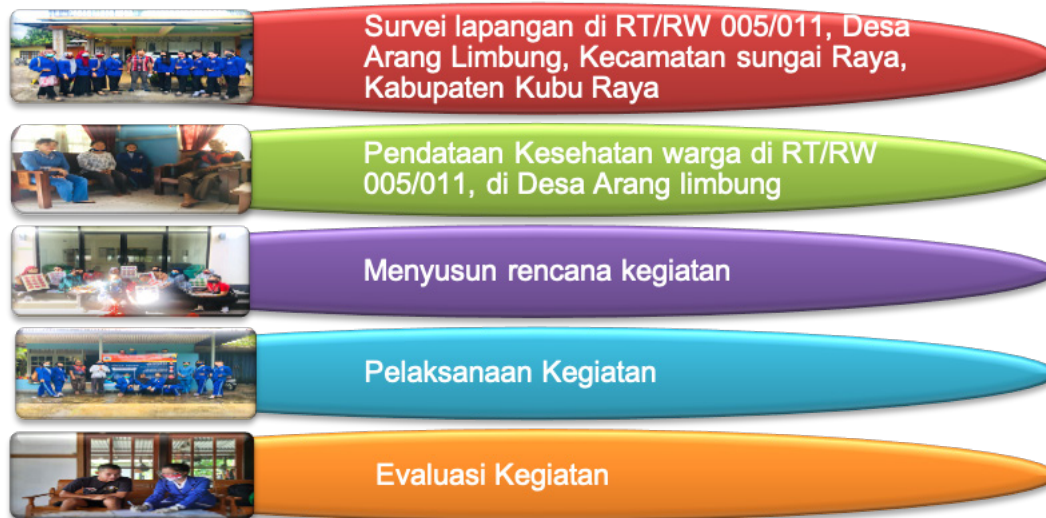 Survei lapangan di RT/RW 005/011, Desa
Arang Limbung, Kecamatan sungai Raya,
Kabupaten Kubu Raya
Pendataan Kesehatan warga di RT/RW
005/011, di Desa Arang limbung
Menyusun rencana kegiatan
Pelaksanaan Kegiatan
Evaluasi Kegiatan